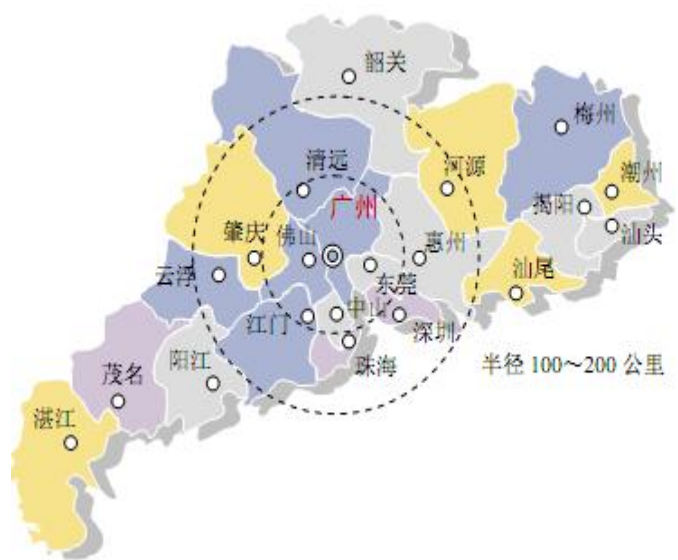 韶关
梅州
清远
河源
潮州
广州
揭阳
肇庆
佛山
惠州
汕头
云浮
东莞
汕尾
江门
中山
深圳
珠海
半径 100～200 公里
阳江
茂名
湛江